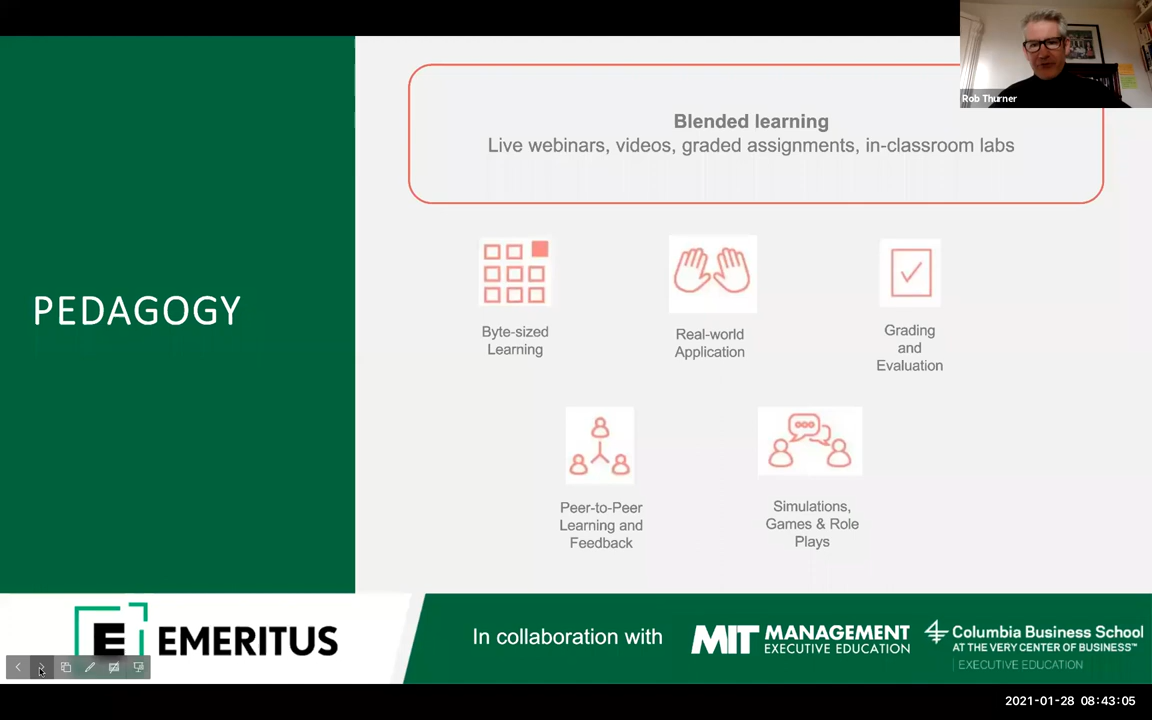 Rob Thurner
Blended learning
Live webinars, videos, graded assignments, in-classroom labs
PEDAGOGY
Byte-sized
Learning
Real-world
Application
Grading
and
Evaluation
Peer-to-Peer
Learning and
Feedback
Simulations,
Games & Role
Plays
E EMERITUS
In collaboration with
MIT MANAGEMENT
EXECUTIVE EDUCATION
Columbia Business School
AT THE VERY CENTER OF BUSINESS™
EXECUTIVE EDUCATION
2021-01-28 08:43:05